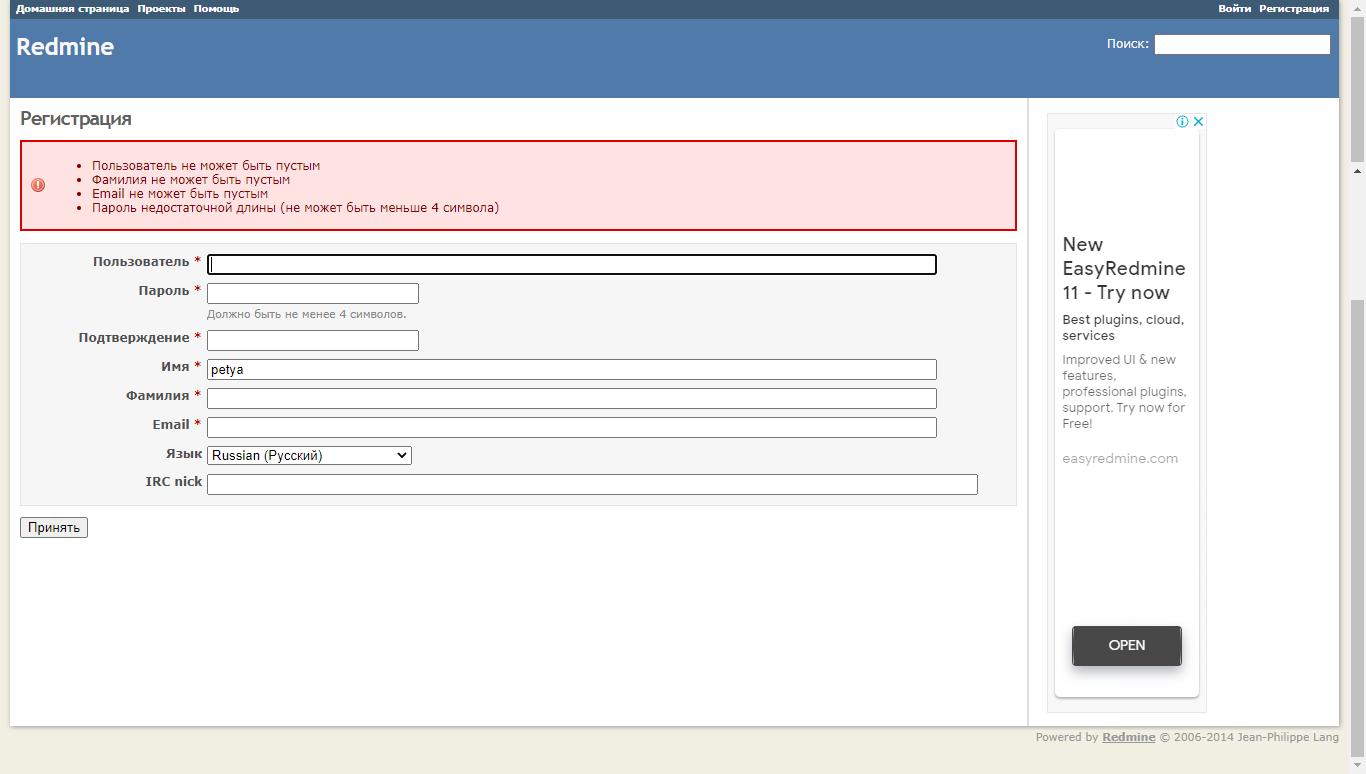 Домашняя страница Проекты Помощь
Войти Регистрация
Redmine
Поиск:
Регистрация
Пользователь не может быть пустым
Фамилия не может быть пустым
Email не может быть пустым
Пароль недостаточной длины (не может быть меньше 4 символа)
Пользователь *
Пароль *
Должно быть не менее 4 символов.
Подтверждение *
Имя * petya
Фамилия *
Email *
Язык Russian (Русский)
IRC nick
Принять
New
EasyRedmine
11 - Try now
Best plugins, cloud,
services
Improved UI & new
features,
professional plugins,
support. Try now for
Free!
easyredmine.com
OPEN
Powered by Redmine © 2006-2014 Jean-Philippe Lang